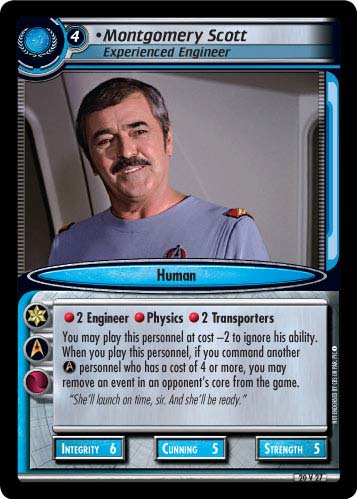 4
•Montgomery Scott
Experienced Engineer
Human
2 Engineer Physics 2 Transporters
You may play this personnel at cost –2 to ignore his ability.
When you play this personnel, if you command another
personnel who has a cost of 4 or more, you may
remove an event in an opponent's core from the game.
"She'll launch on time, sir. And she'll be ready."
Integrity 6 Cunning 5 Strength 5
20 V 27